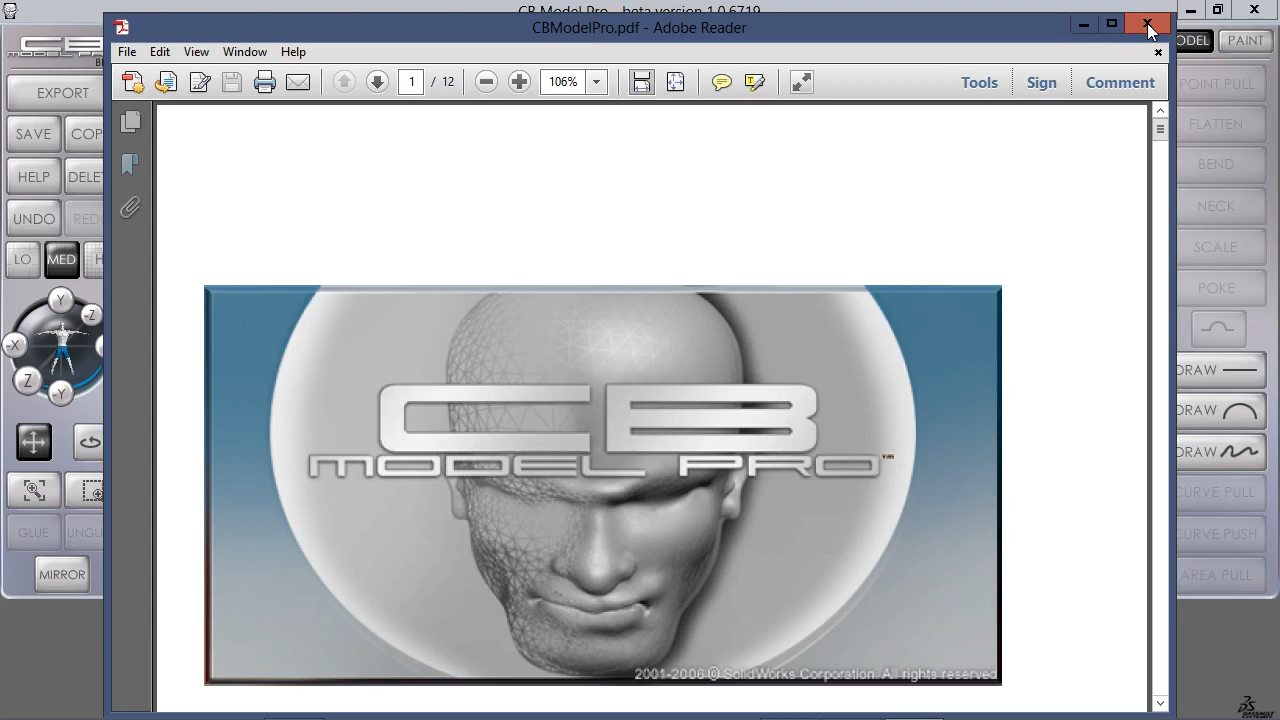 CB Model Pro - beta version 1.0.6719
CBModelPro.pdf - Adobe Reader
File Edit View Window Help
1 / 12 106% Tools Sign Comment
EXPORT
SAVE
HELP
UNDO
LO MED
Y
-Z
-X
Z
-Y
GLUE
MIRROR
PAINT
POINT PULL
FLATTEN
BEND
NECK
SCALE
POKE
DRAW
DRAW
DRAW
CURVE PULL
CURVE PUSH
AREA PULL
CB
MODEL PRO™
2001-2006 @ SolidWorks Corporation. All rights reserved